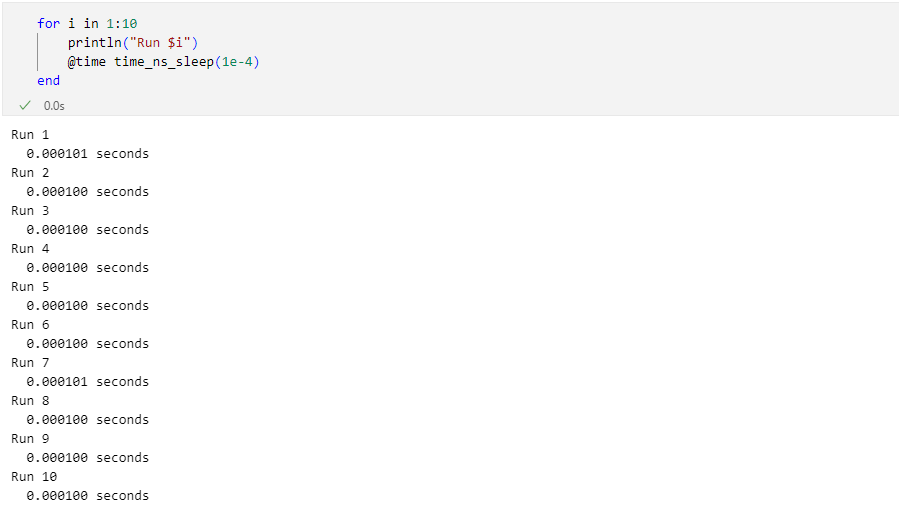 for i in 1:10
    println("Run $i")
    @time time_ns_sleep(1e-4)
end
0.0s
Run 1
  0.000101 seconds
Run 2
  0.000100 seconds
Run 3
  0.000100 seconds
Run 4
  0.000100 seconds
Run 5
  0.000100 seconds
Run 6
  0.000100 seconds
Run 7
  0.000101 seconds
Run 8
  0.000100 seconds
Run 9
  0.000100 seconds
Run 10
  0.000100 seconds